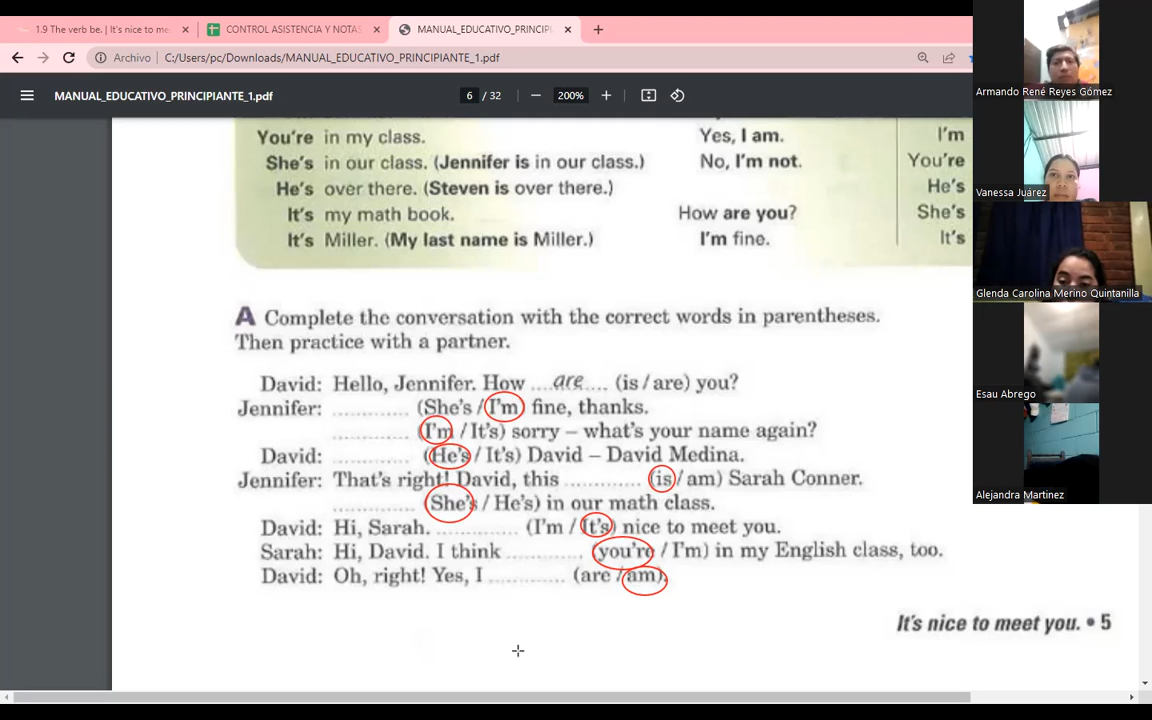 1.9 The verb be. | It's nice to me
CONTROL ASISTENCIA Y NOTAS
MANUAL_EDUCATIVO_PRINCIPI
Archivo C:/Users/pc/Downloads/MANUAL_EDUCATIVO_PRINCIPIANTE_1.pdf
MANUAL_EDUCATIVO_PRINCIPIANTE_1.pdf 6 / 32 200%
You're in my class. Yes, I am. I'm
She's in our class. (Jennifer is in our class.) No, I'm not. You're
He's over there. (Steven is over there.) He's
It's my math book. How are you? She's
It's Miller. (My last name is Miller.) I'm fine. It's
A Complete the conversation with the correct words in parentheses.
Then practice with a partner.
David: Hello, Jennifer. How ....are.... (is / are) you?
Jennifer: ............ (She's / I'm) fine, thanks.
............ (I'm / It's) sorry – what's your name again?
David: ............ (He's / It's) David – David Medina.
Jennifer: That's right! David, this ............ (is / am) Sarah Conner.
............ (She's / He's) in our math class.
David: Hi, Sarah. ............ (I'm / It's) nice to meet you.
Sarah: Hi, David. I think ............ (you're / I'm) in my English class, too.
David: Oh, right! Yes, I ............ (are / am).
It's nice to meet you. • 5
Armando René Reyes Gómez
Vanessa Juárez
Glenda Carolina Merino Quintanilla
Esau Abrego
Alejandra Martinez